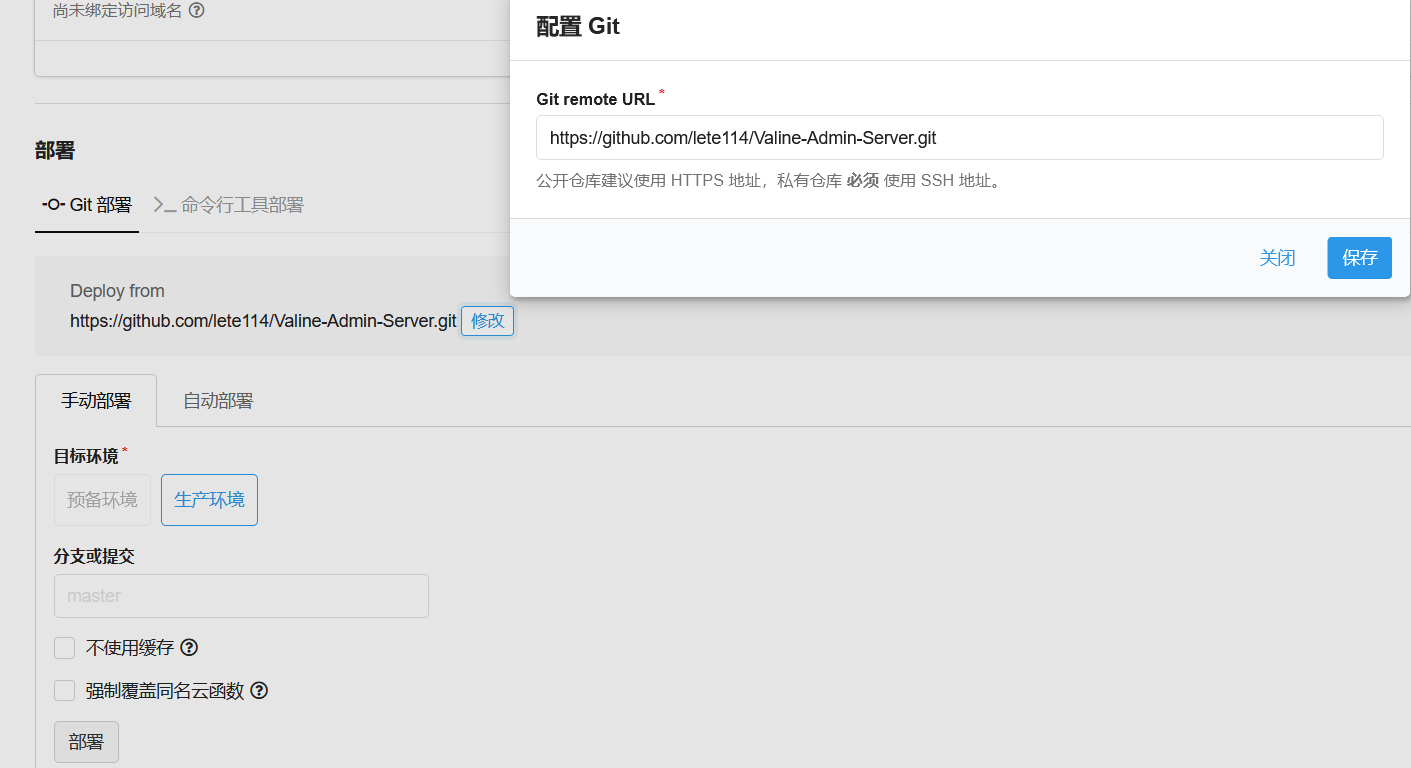 尚未绑定访问域名 ?
配置 Git
Git remote URL *
https://github.com/lete114/Valine-Admin-Server.git
公开仓库建议使用 HTTPS 地址，私有仓库 必须 使用 SSH 地址。
关闭 保存
部署
Git 部署 命令行工具部署
Deploy from
https://github.com/lete114/Valine-Admin-Server.git 修改
手动部署 自动部署
目标环境 *
预备环境 生产环境
分支或提交
master
不使用缓存 ?
强制覆盖同名云函数 ?
部署